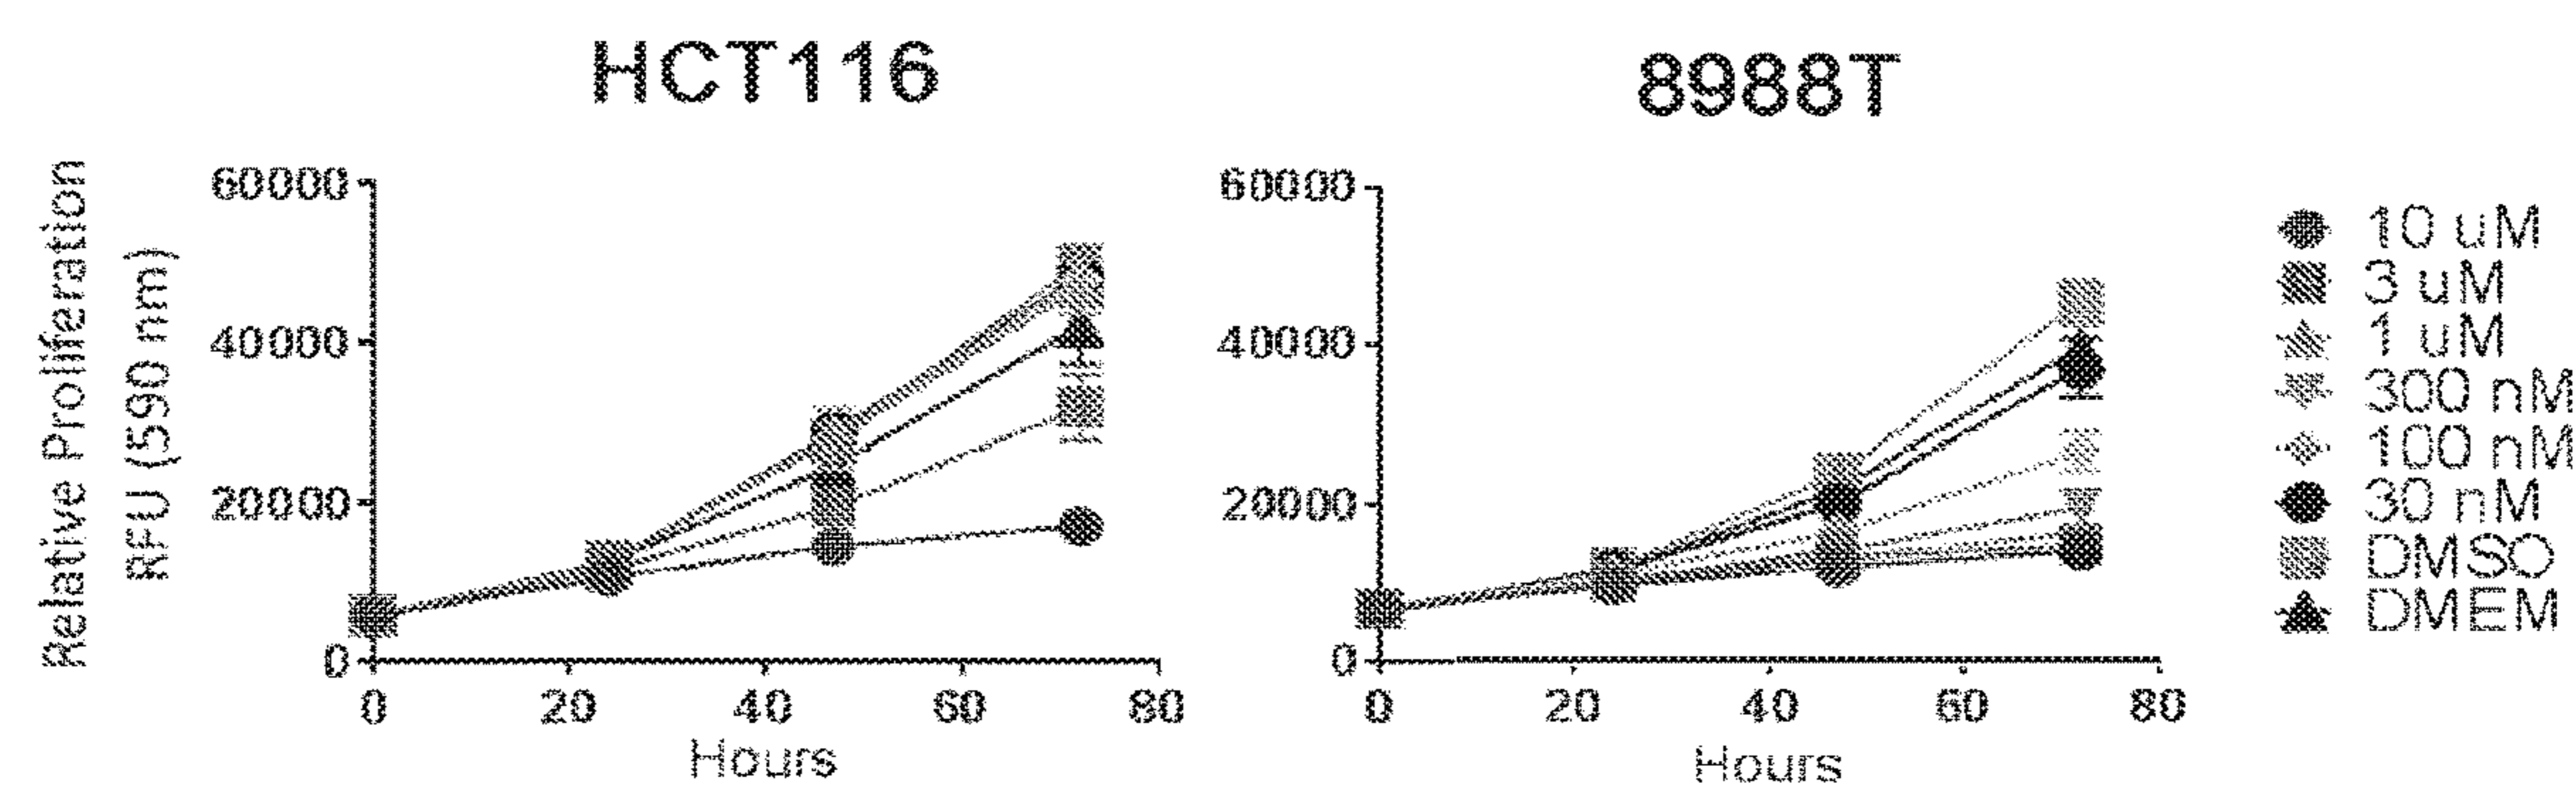 HCT116
8988T
Relative Proliferation
RFU (590 nm)
60000
40000
20000
0
0 20 40 60 80
Hours
60000
40000
20000
0
0 20 40 60 80
Hours
10 uM
3 uM
1 uM
300 nM
100 nM
30 nM
DMSO
DMEM